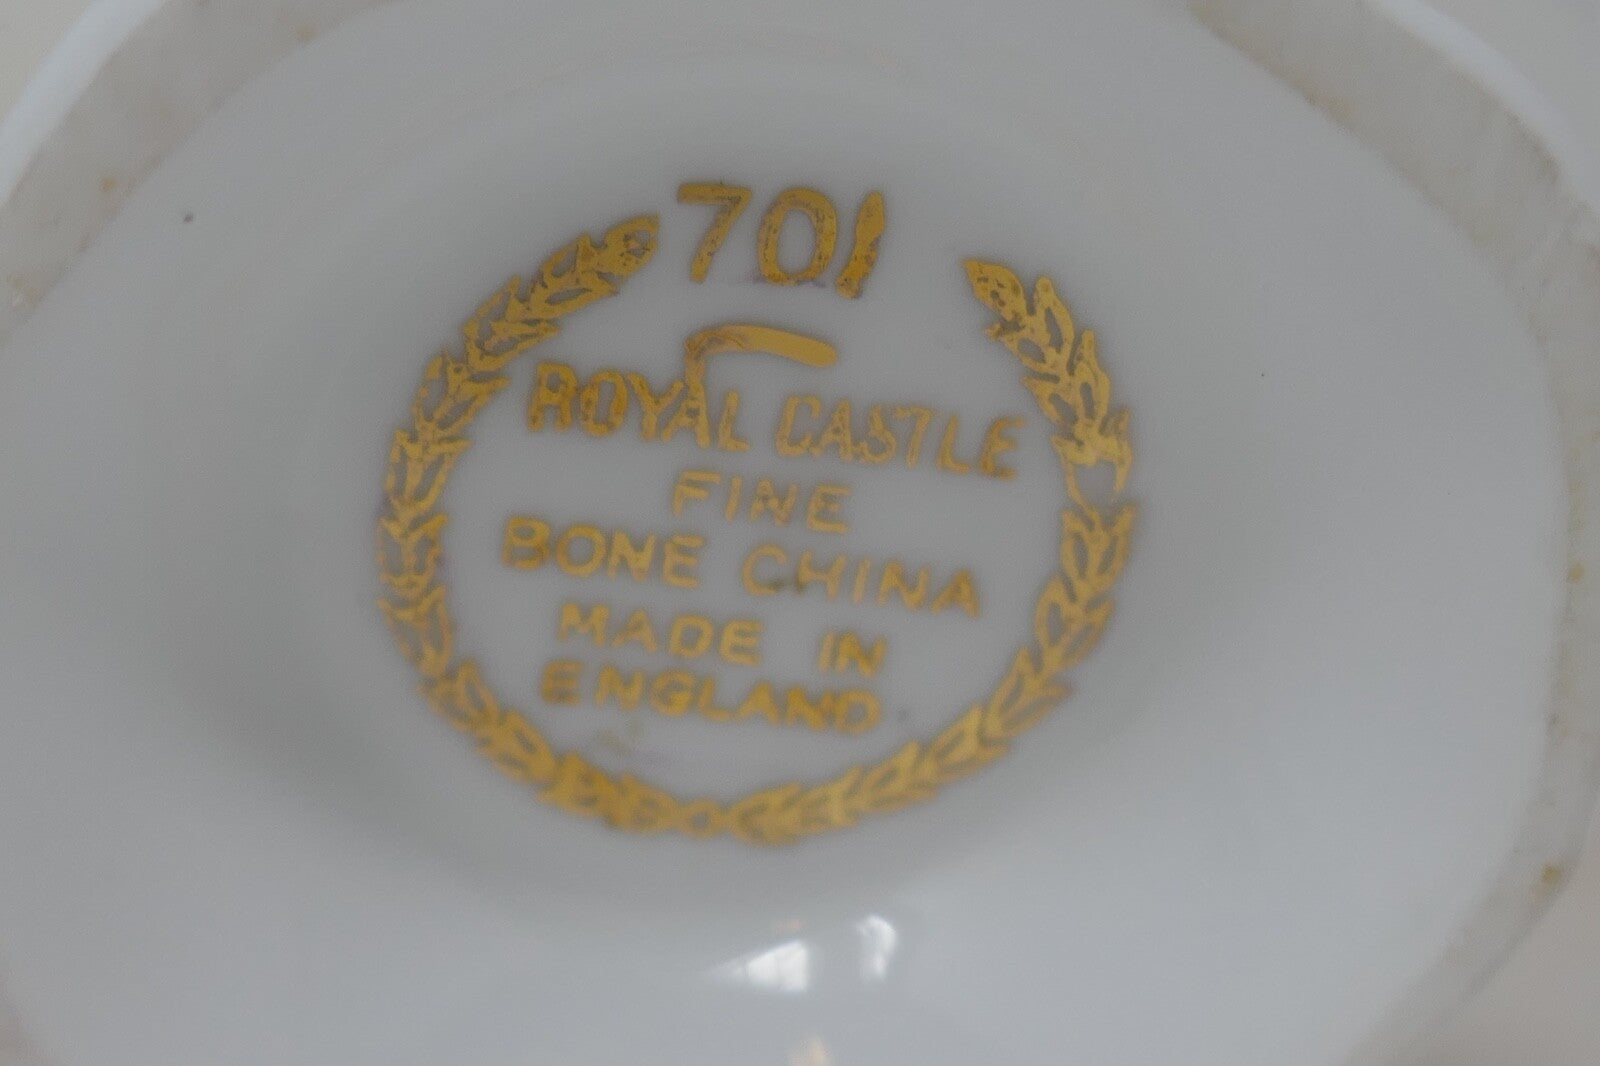 701
ROYAL CASTLE
FINE
BONE CHINA
MADE IN
ENGLAND